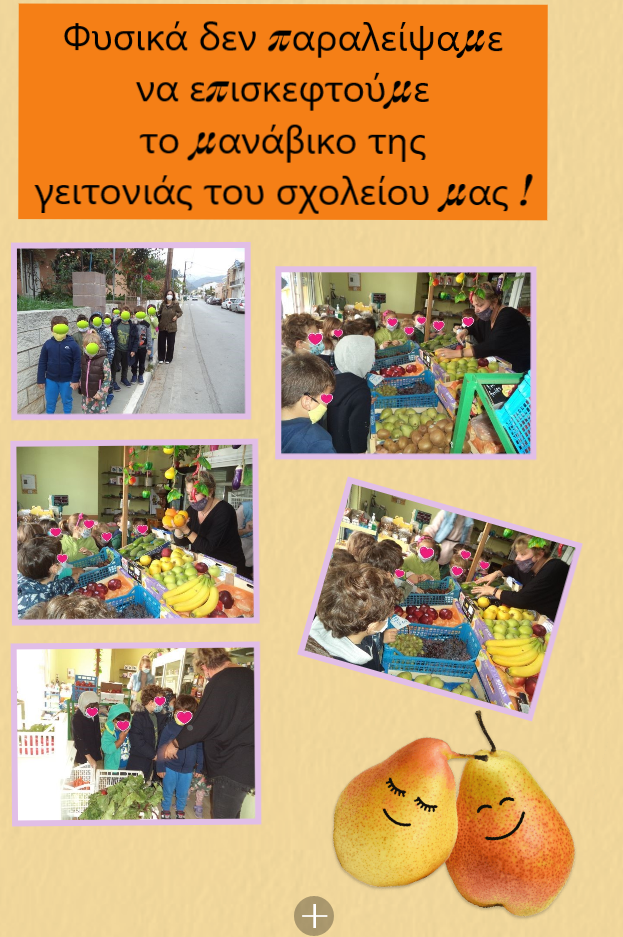 Φυσικά δεν παραλείψαμε
να επισκεφτούμε
το μανάβικο της
γειτονιάς του σχολείου μας !